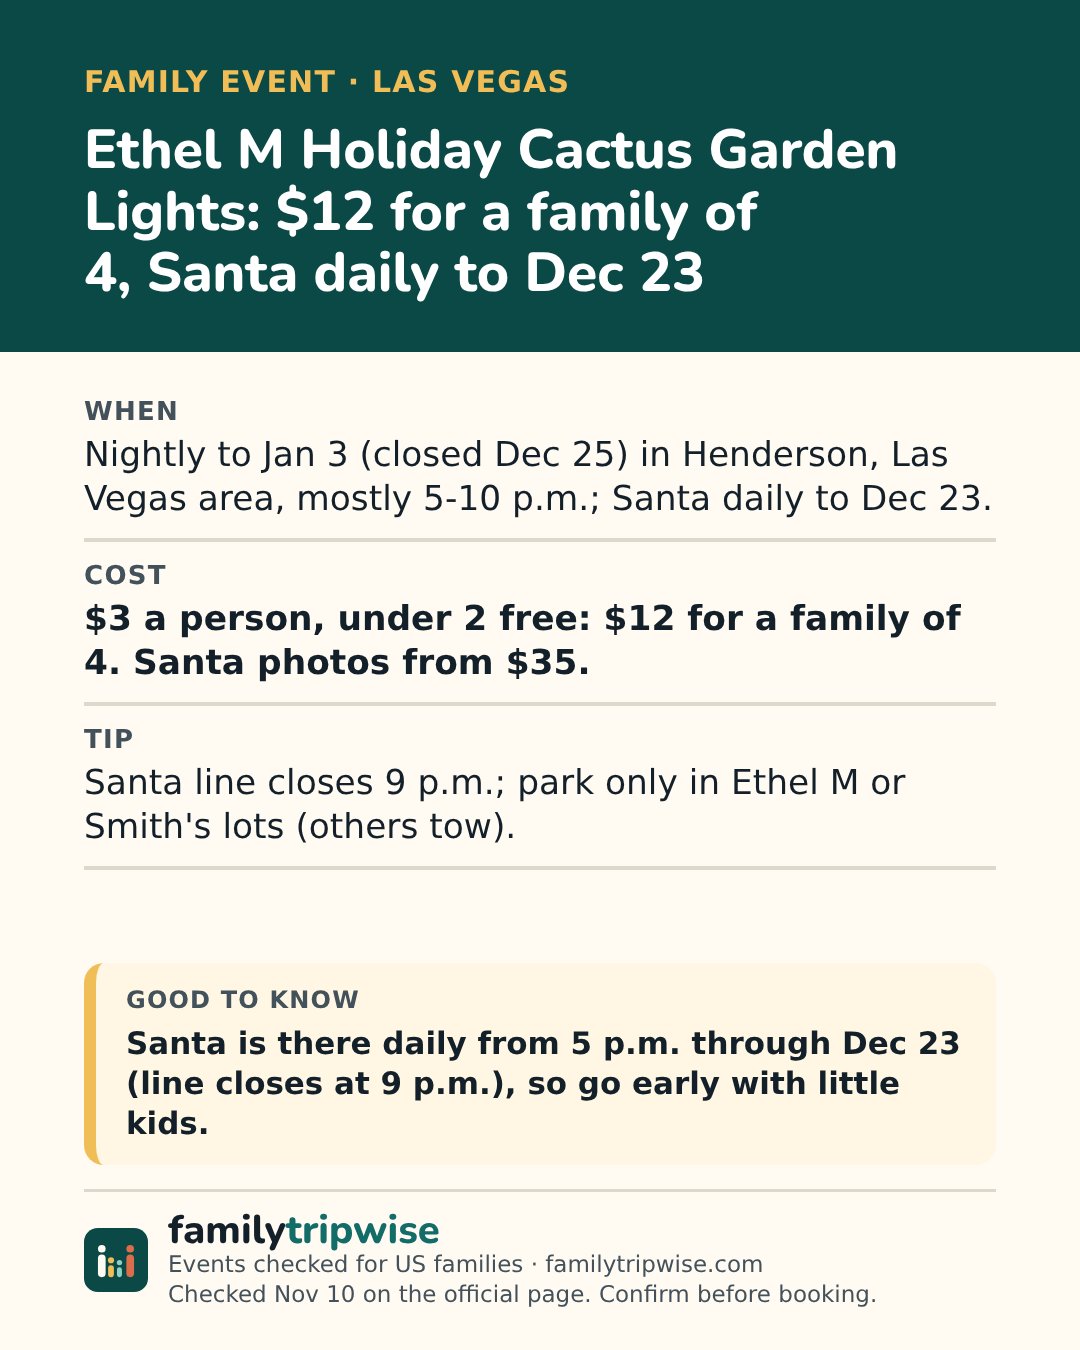 FAMILY EVENT · LAS VEGAS
Ethel M Holiday Cactus Garden
Lights: $12 for a family of
4, Santa daily to Dec 23
WHEN
Nightly to Jan 3 (closed Dec 25) in Henderson, Las
Vegas area, mostly 5-10 p.m.; Santa daily to Dec 23.
COST
$3 a person, under 2 free: $12 for a family of
4. Santa photos from $35.
TIP
Santa line closes 9 p.m.; park only in Ethel M or
Smith's lots (others tow).
GOOD TO KNOW
Santa is there daily from 5 p.m. through Dec 23
(line closes at 9 p.m.), so go early with little
kids.
familytripwise
Events checked for US families · familytripwise.com
Checked Nov 10 on the official page. Confirm before booking.